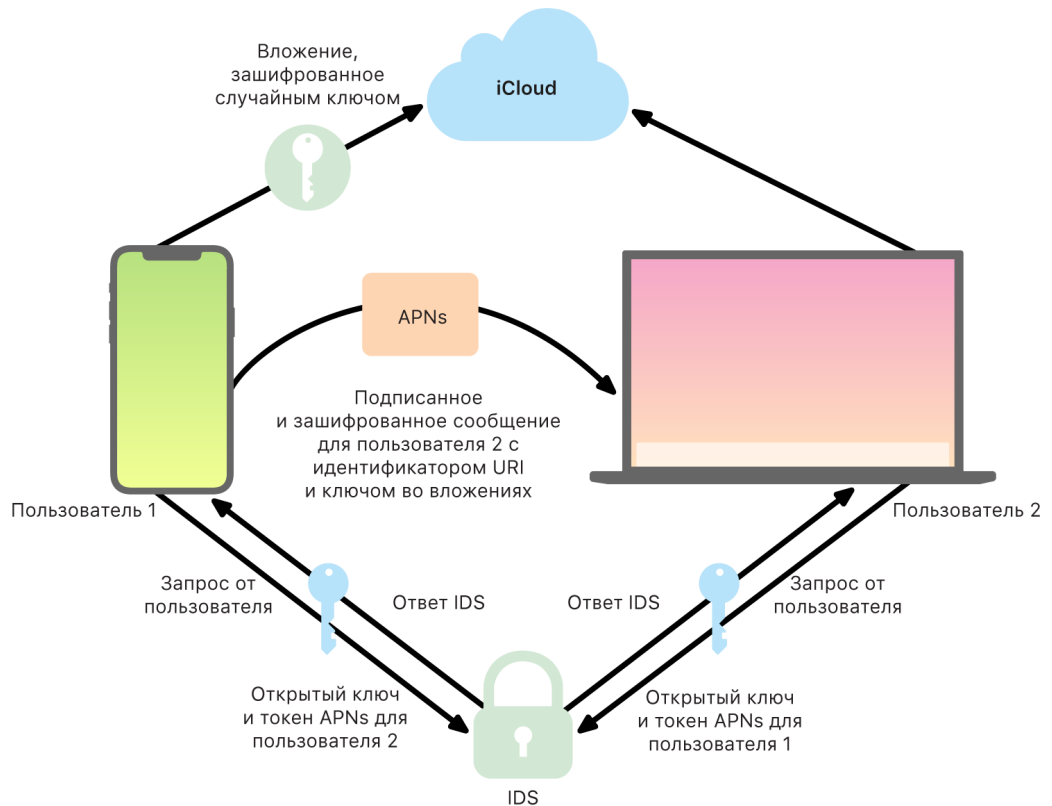 Вложение,
зашифрованное
случайным ключом
iCloud
APNs
Подписанное
и зашифрованное сообщение
для пользователя 2 с
идентификатором URI
и ключом во вложениях
Пользователь 1
Пользователь 2
Запрос от
пользователя
Ответ IDS
Ответ IDS
Запрос от
пользователя
Открытый ключ
и токен APNs для
пользователя 2
Открытый ключ
и токен APNs для
пользователя 1
IDS